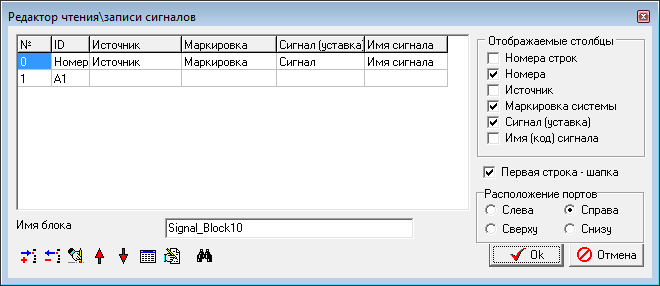 Редактор чтения\записи сигналов
№ ID Источник Маркировка Сигнал (уставка) Имя сигнала
0 Номер Источник Маркировка Сигнал Имя сигнала
1 A1
Отображаемые столбцы
Номера строк
Номера
Источник
Маркировка системы
Сигнал (уставка)
Имя (код) сигнала
Первая строка - шапка
Расположение портов
Слева Справа
Сверху Снизу
Имя блока Signal_Block10
Ok Отмена